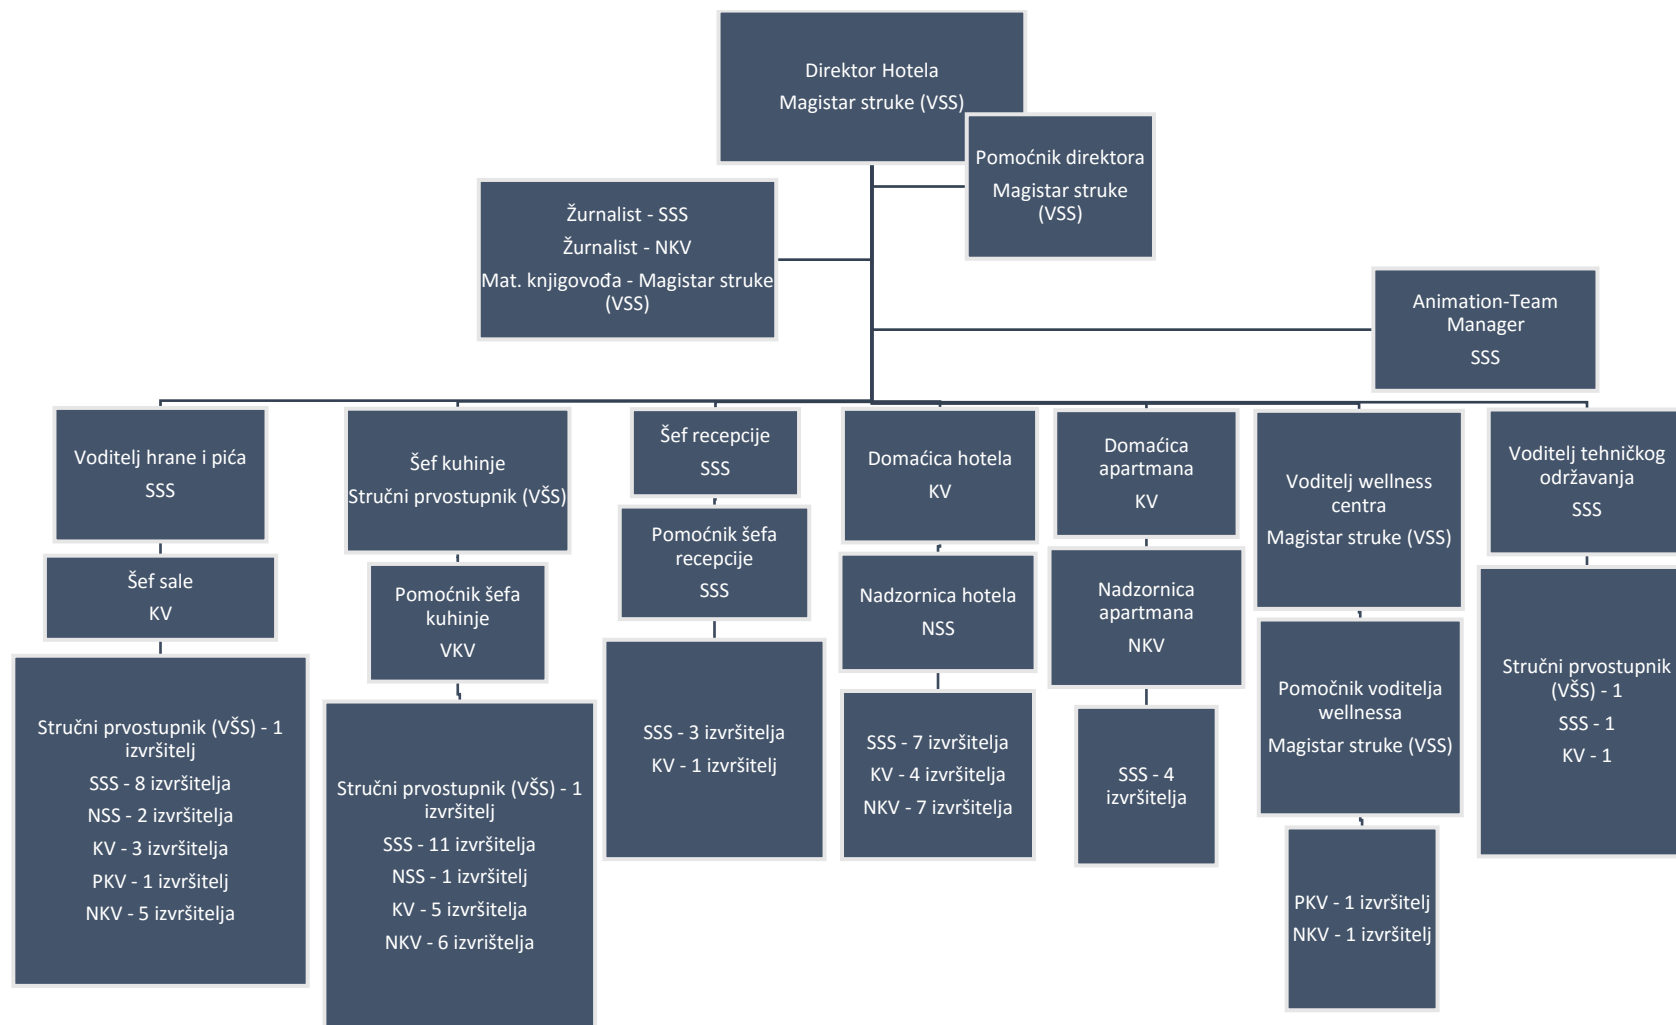 Direktor Hotela
Magistar struke (VSS)
Pomoćnik direktora
Magistar struke
(VSS)
Žurnalist - SSS
Žurnalist - NKV
Mat. knjigovođa - Magistar struke
(VSS)
Animation-Team
Manager
SSS
Voditelj hrane i pića
SSS
Šef sale
KV
Stručni prvostupnik (VŠS) - 1
izvršitelj
SSS - 8 izvršitelja
NSS - 2 izvršitelja
KV - 3 izvršitelja
PKV - 1 izvršitelj
NKV - 5 izvršitelja
Šef kuhinje
Stručni prvostupnik (VŠS)
Pomoćnik šefa
kuhinje
VKV
Stručni prvostupnik (VŠS) - 1
izvršitelj
SSS - 11 izvršitelja
NSS - 1 izvršitelj
KV - 5 izvršitelja
NKV - 6 izvrištelja
Šef recepcije
SSS
Pomoćnik šefa
recepcije
SSS
SSS - 3 izvršitelja
KV - 1 izvršitelj
Domaćica hotela
KV
Nadzornica hotela
NSS
SSS - 7 izvršitelja
KV - 4 izvršitelja
NKV - 7 izvršitelja
Domaćica
apartmana
KV
Nadzornica
apartmana
NKV
SSS - 4
izvršitelja
Voditelj wellness
centra
Magistar struke (VSS)
Pomočnik voditelja
wellnessa
Magistar struke (VSS)
PKV - 1 izvršitelj
NKV - 1 izvršitelj
Voditelj tehničkog
održavanja
SSS
Stručni prvostupnik
(VŠS) - 1
SSS - 1
KV - 1